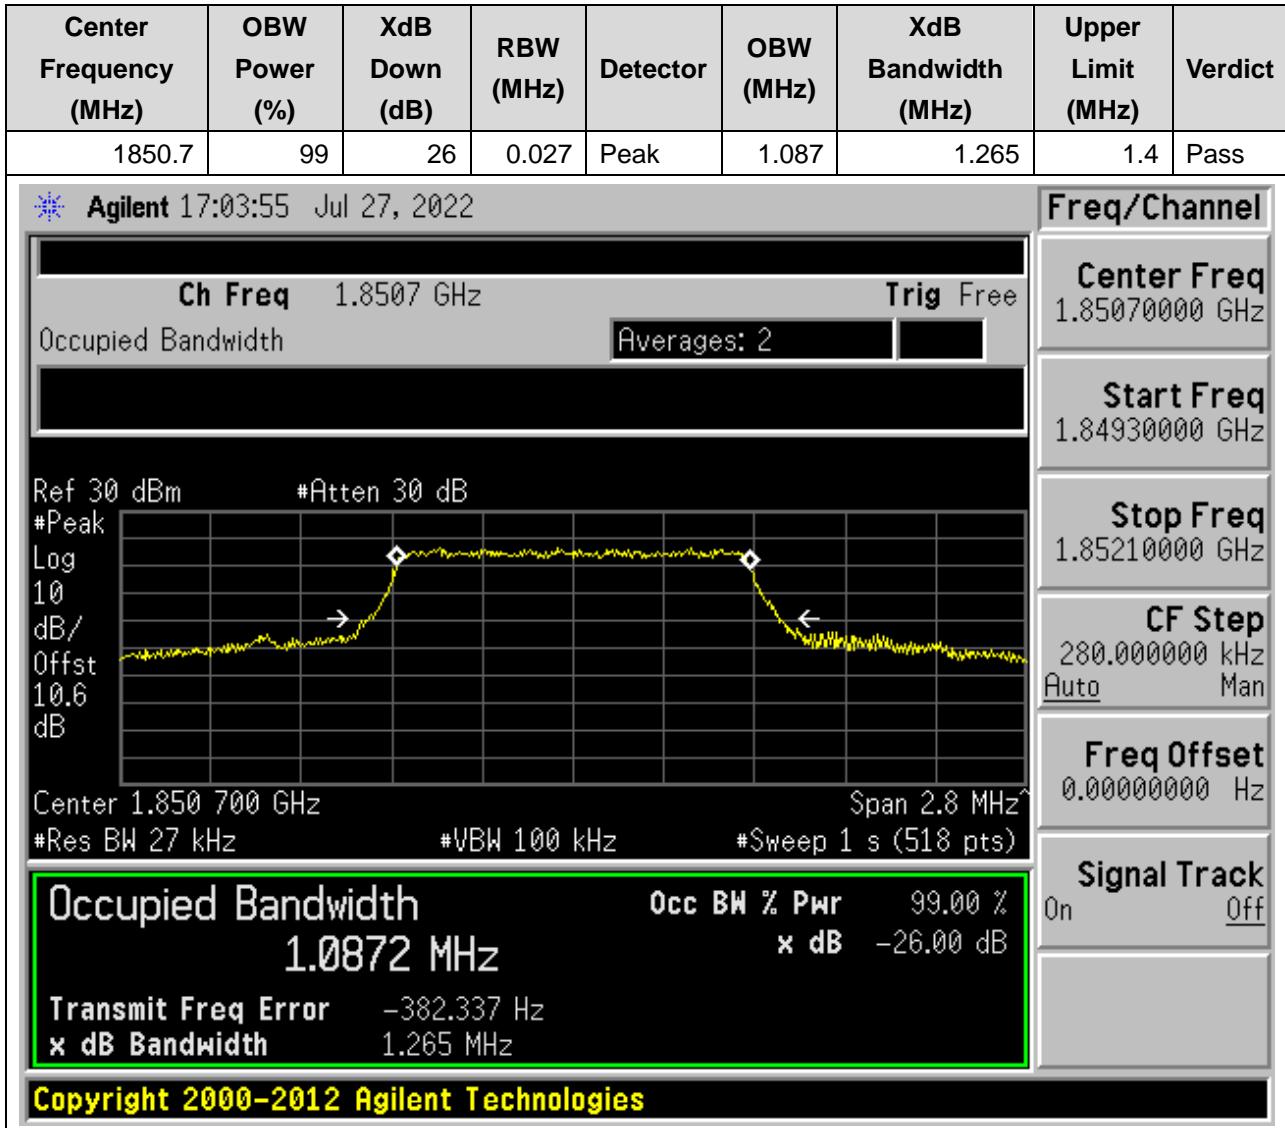 Center Frequency (MHz) OBW Power (%) XdB Down (dB) RBW (MHz) Detector OBW (MHz) XdB Bandwidth (MHz) Upper Limit (MHz) Verdict
1850.7 99 26 0.027 Peak 1.087 1.265 1.4 Pass
Agilent 17:03:55 Jul 27, 2022
Freq/Channel
Ch Freq 1.8507 GHz Trig Free
Occupied Bandwidth Averages: 2
Center Freq
1.85070000 GHz
Start Freq
1.84930000 GHz
Stop Freq
1.85210000 GHz
CF Step
280.000000 kHz
Auto Man
Freq Offset
0.00000000 Hz
Signal Track
On Off
Ref 30 dBm #Atten 30 dB
#Peak
Log
10
dB/
Offst
10.6
dB
Center 1.850 700 GHz Span 2.8 MHz^
#Res BW 27 kHz #VBW 100 kHz #Sweep 1 s (518 pts)
Occupied Bandwidth Occ BW % Pwr 99.00 %
1.0872 MHz x dB -26.00 dB
Transmit Freq Error -382.337 Hz
x dB Bandwidth 1.265 MHz
Copyright 2000-2012 Agilent Technologies